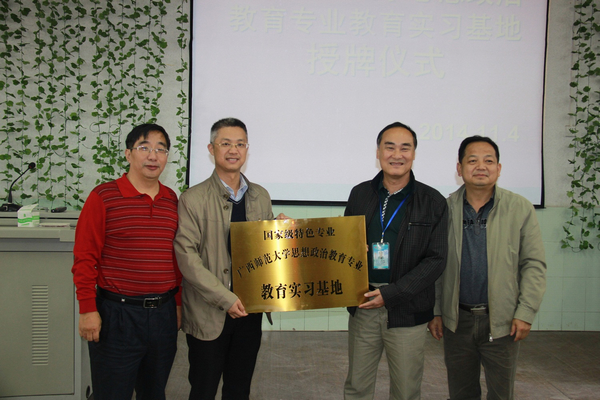 教育专业教育实习基地
授牌仪式
国家级特色专业
广西师范大学思想政治教育专业
教育实习基地